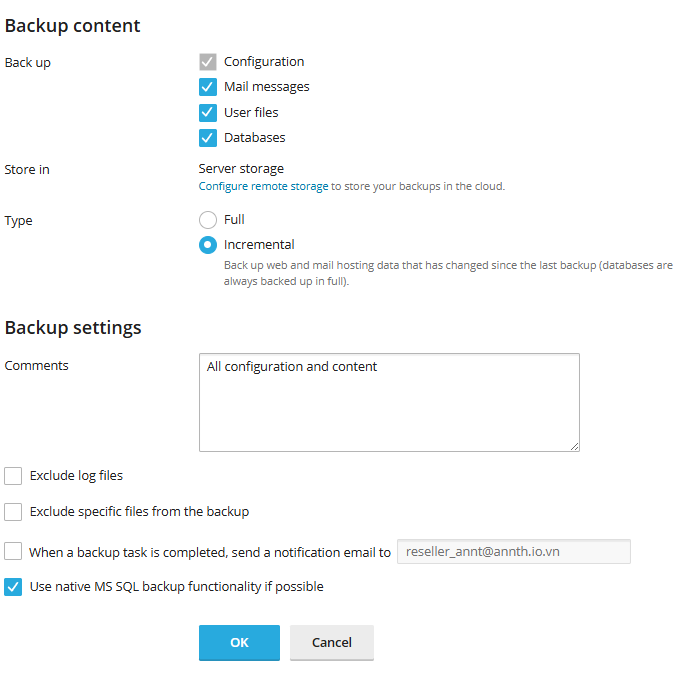 Backup content
Back up
Configuration
Mail messages
User files
Databases
Store in
Server storage
Configure remote storage to store your backups in the cloud.
Type
Full
Incremental
Back up web and mail hosting data that has changed since the last backup (databases are
always backed up in full).
Backup settings
Comments
All configuration and content
Exclude log files
Exclude specific files from the backup
When a backup task is completed, send a notification email to reseller_annt@annth.io.vn
Use native MS SQL backup functionality if possible
OK Cancel